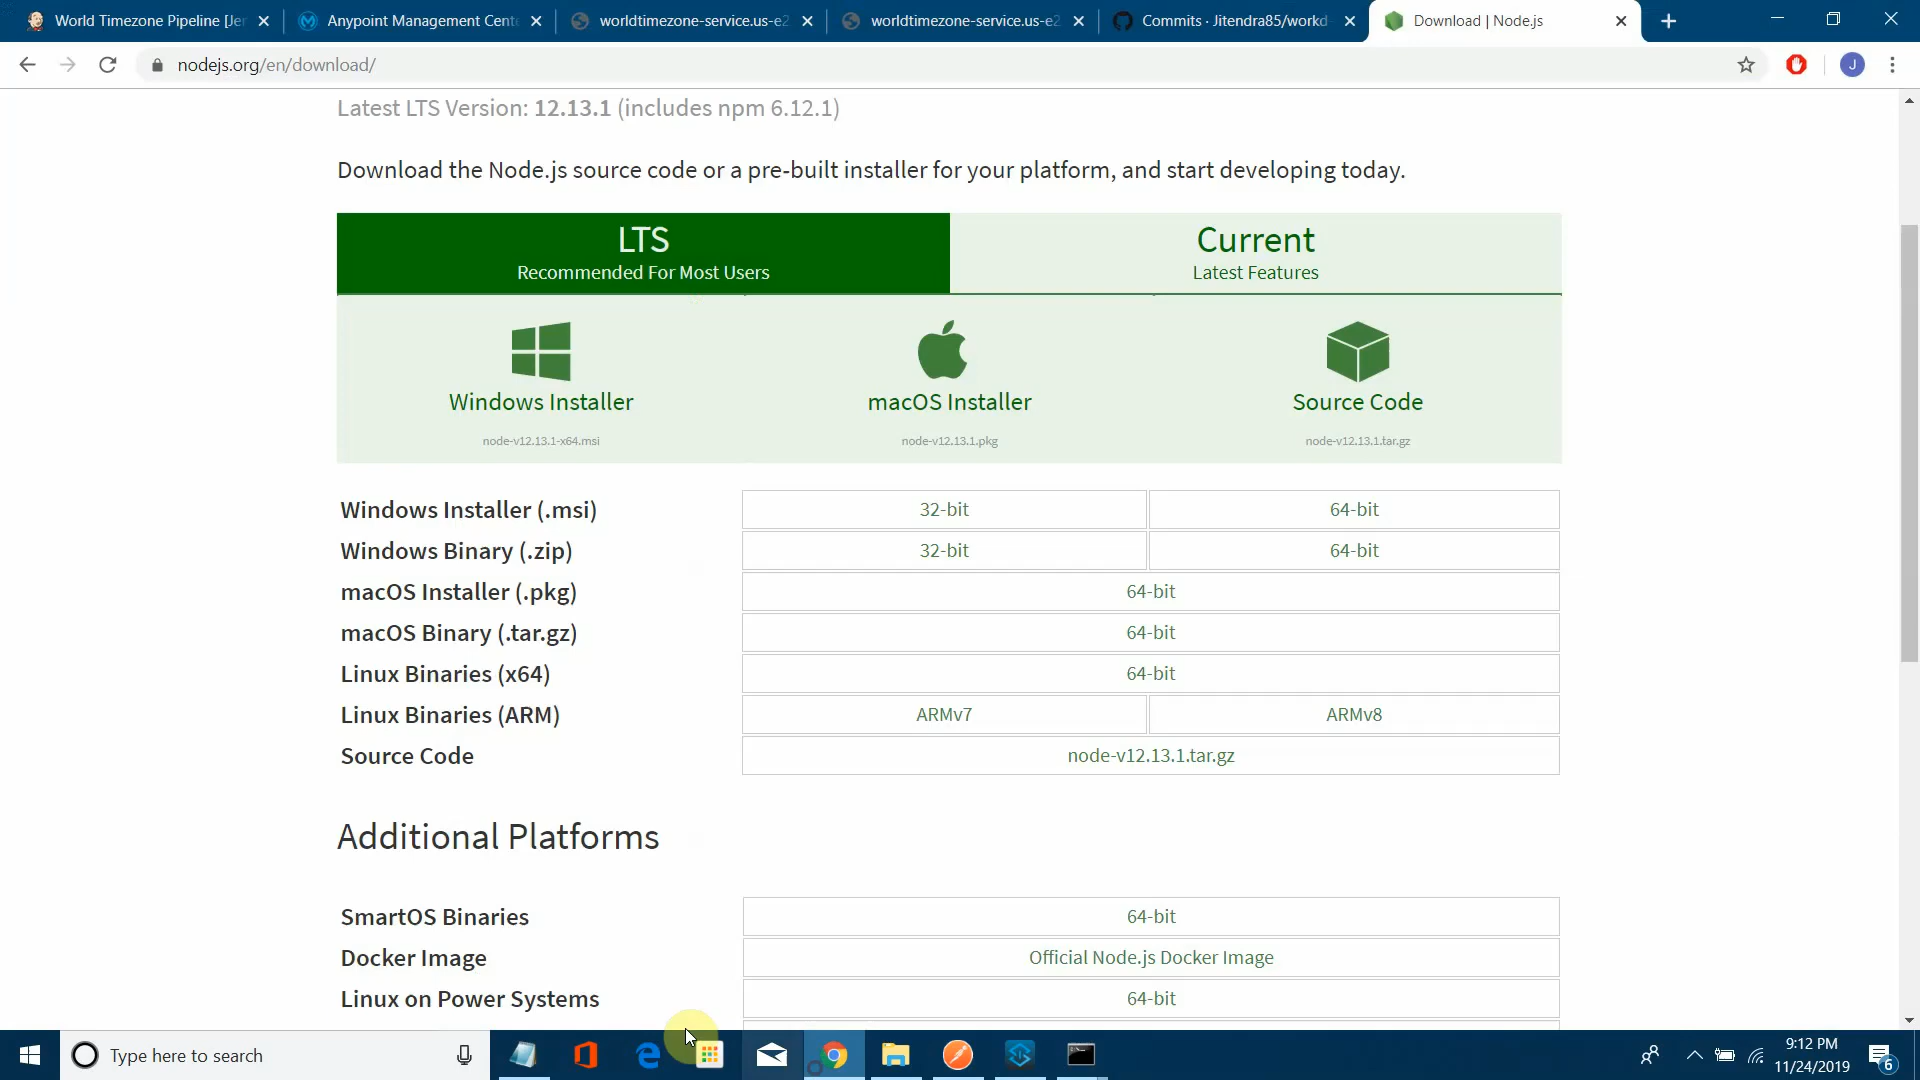 World Timezone Pipeline [Jen
Anypoint Management Cente
worldtimezone-service.us-e2
worldtimezone-service.us-e2
Commits · Jitendra85/workd
Download | Node.js
nodejs.org/en/download/
J
Latest LTS Version: 12.13.1 (includes npm 6.12.1)
Download the Node.js source code or a pre-built installer for your platform, and start developing today.
LTS
Recommended For Most Users
Current
Latest Features
Windows Installer
node-v12.13.1-x64.msi
macOS Installer
node-v12.13.1.pkg
Source Code
node-v12.13.1.tar.gz
Windows Installer (.msi) 32-bit 64-bit
Windows Binary (.zip) 32-bit 64-bit
macOS Installer (.pkg) 64-bit
macOS Binary (.tar.gz) 64-bit
Linux Binaries (x64) 64-bit
Linux Binaries (ARM) ARMv7 ARMv8
Source Code node-v12.13.1.tar.gz
Additional Platforms
SmartOS Binaries 64-bit
Docker Image Official Node.js Docker Image
Linux on Power Systems 64-bit
Type here to search
9:12 PM
11/24/2019
6